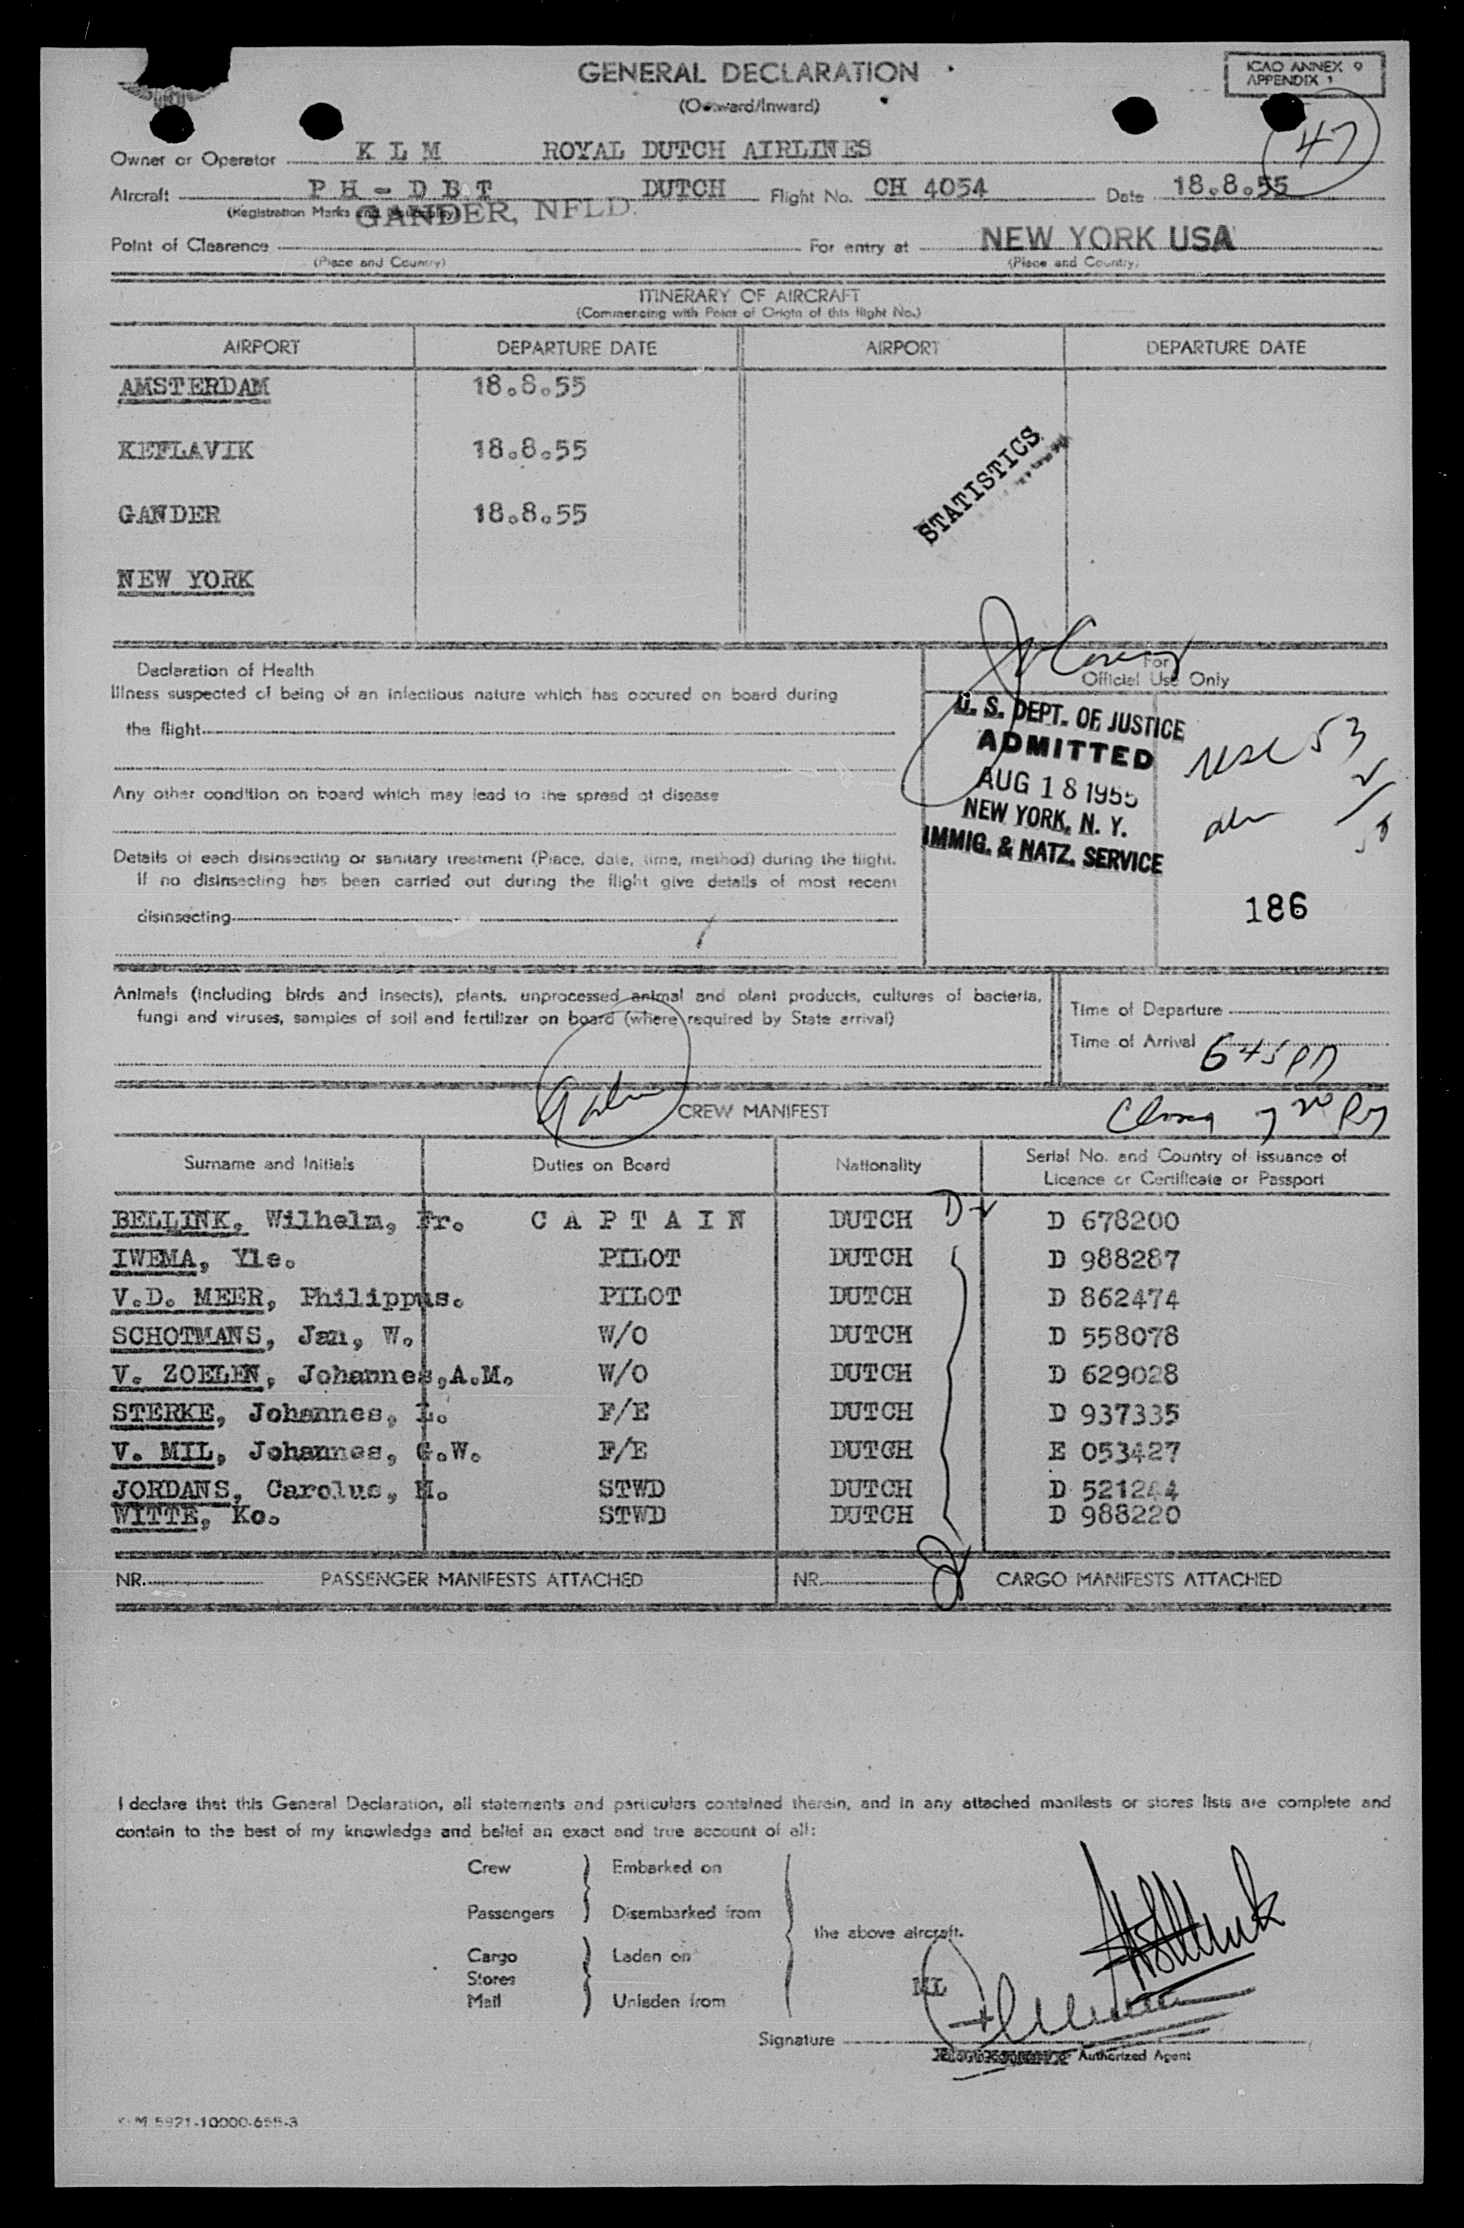 GENERAL DECLARATION
(Outward/Inward)
ICAO ANNEX 9
APPENDIX 1
47
Owner or Operator K L M ROYAL DUTCH AIRLINES
Aircraft P H - D B T DUTCH Flight No. CH 4054 Date 18.8.55
(Registration Marks and Nationality)
GANDER, NFLD.
Point of Clearance For entry at NEW YORK USA
(Place and Country) (Place and Country)
ITINERARY OF AIRCRAFT
(Commencing with Point of Origin of this flight No.)
AIRPORT DEPARTURE DATE AIRPORT DEPARTURE DATE
AMSTERDAM 18.8.55
KEFLAVIK 18.8.55
GANDER 18.8.55
NEW YORK
STATISTICS
Declaration of Health
Illness suspected of being of an infectious nature which has occured on board during
the flight
Any other condition on board which may lead to the spread of disease
Details of each disinsecting or sanitary treatment (Place, date, time, method) during the flight.
If no disinsecting has been carried out during the flight give details of most recent
disinsecting
For
Official Use Only
U. S. DEPT. OF JUSTICE
ADMITTED
AUG 18 1955
NEW YORK, N. Y.
IMMIG. & NATZ. SERVICE
53
186
Animals (including birds and insects), plants, unprocessed animal and plant products, cultures of bacteria,
fungi and viruses, samples of soil and fertilizer on board (where required by State arrival)
Time of Departure
Time of Arrival 645 PM
CREW MANIFEST
Surname and Initials Duties on Board Nationality Serial No. and Country of issuance of
Licence or Certificate or Passport
BELLINK, Wilhelm, Fr. C A P T A I N DUTCH D 678200
IWEMA, Yle. PILOT DUTCH D 988287
V.D. MEER, Philippus. PILOT DUTCH D 862474
SCHOTMANS, Jan, W. W/O DUTCH D 558078
V. ZOELEN, Johannes,A.M. W/O DUTCH D 629028
STERKE, Johannes, L. F/E DUTCH D 937335
V. MIL, Johannes, G.W. F/E DUTCH E 053427
JORDANS, Carolus, H. STWD DUTCH D 521244
WITTE, Ko. STWD DUTCH D 988220
NR. PASSENGER MANIFESTS ATTACHED NR. CARGO MANIFESTS ATTACHED
I declare that this General Declaration, all statements and particulars contained therein, and in any attached manifests or stores lists are complete and
contain to the best of my knowledge and belief an exact and true account of all:
Crew Embarked on
Passengers Disembarked from
the above aircraft.
Cargo Laden on
Stores
Mail Unladen from
Signature
Authorized Agent
KLM 5921-10000-655-3